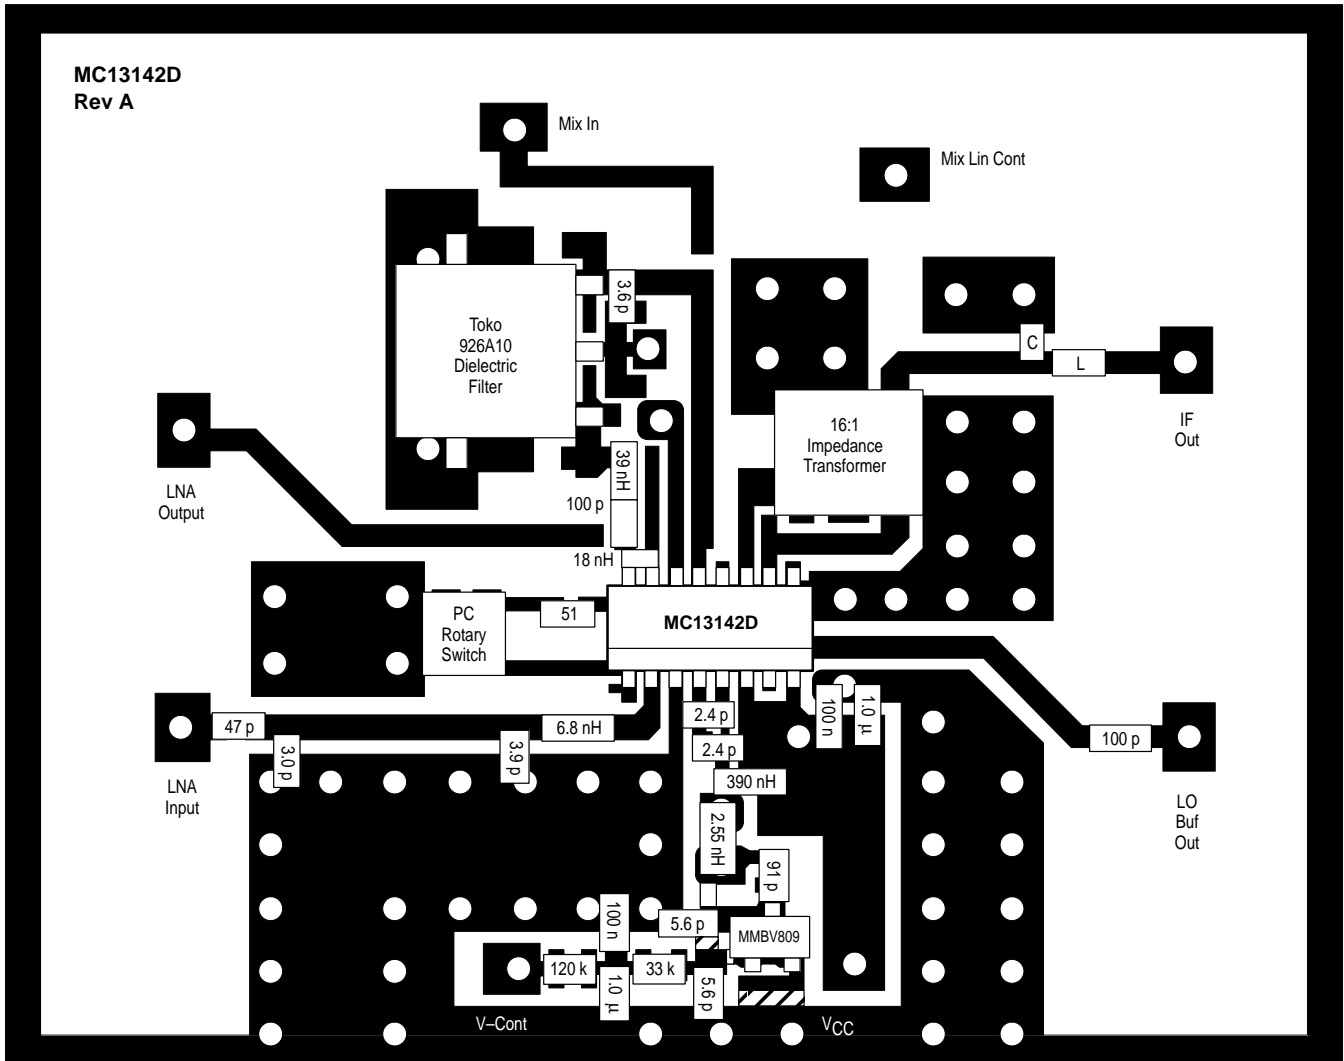 MC13142D
Rev A
Mix In
Mix Lin Cont
3.6 p
Toko
926A10
Dielectric
Filter
C
L
IF
Out
16:1
Impedance
Transformer
LNA
Output
39 nH
100 p
18 nH
PC
Rotary
Switch
51
MC13142D
47 p
6.8 nH
3.0 p
3.9 p
LNA
Input
2.4 p
2.4 p
390 nH
100 n
1.0 µ
100 p
LO
Buf
Out
2.55 nH
91 p
100 n
5.6 p
MMBV809
120 k
33 k
1.0 µ
5.6 p
V–Cont
VCC